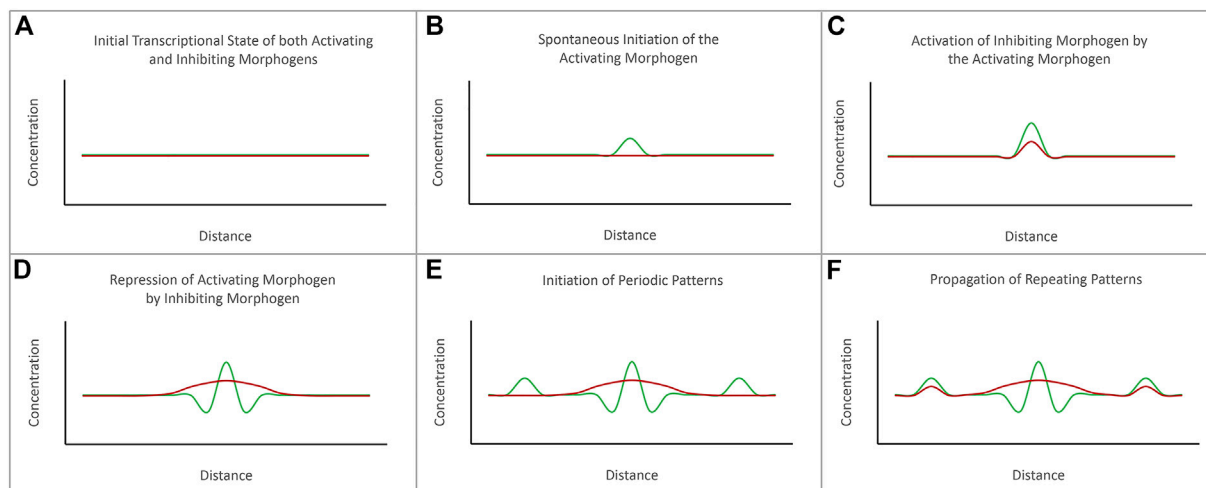 A
Initial Transcriptional State of both Activating
and Inhibiting Morphogens
Concentration
Distance
B
Spontaneous Initiation of the
Activating Morphogen
Concentration
Distance
C
Activation of Inhibiting Morphogen by
the Activating Morphogen
Concentration
Distance
D
Repression of Activating Morphogen
by Inhibiting Morphogen
Concentration
Distance
E
Initiation of Periodic Patterns
Concentration
Distance
F
Propagation of Repeating Patterns
Concentration
Distance